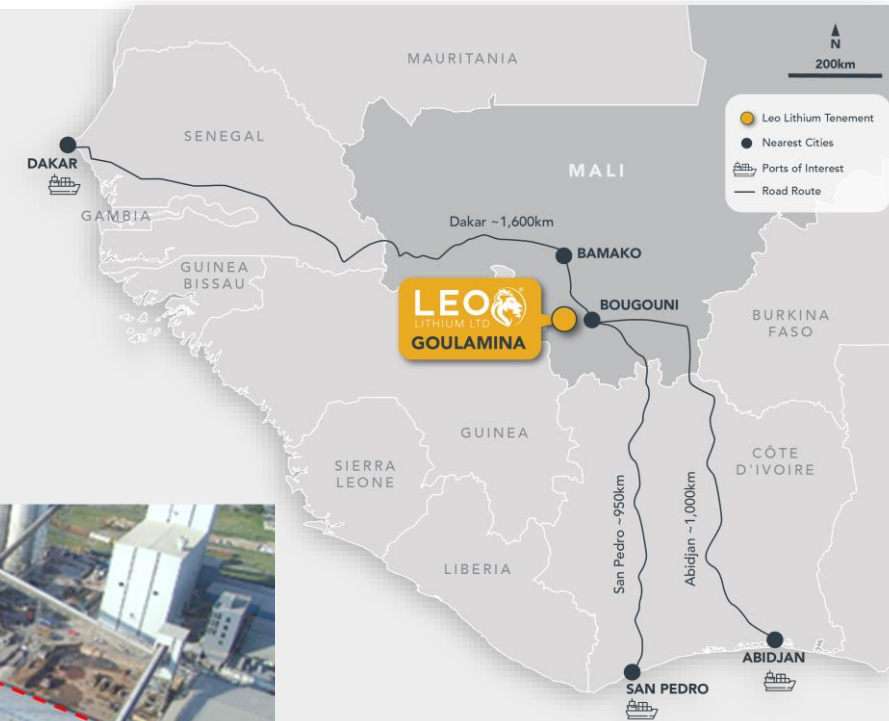 MAURITANIA
N
200km
Leo Lithium Tenement
Nearest Cities
Ports of Interest
Road Route
SENEGAL
DAKAR
MALI
GAMBIA
Dakar ~1,600km
BAMAKO
GUINEA
BISSAU
LEO
LITHIUM LTD
GOULAMINA
BOUGOUNI
BURKINA
FASO
GUINEA
SIERRA
LEONE
CÔTE
D'IVOIRE
San Pedro ~950km
Abidjan ~1,000km
LIBERIA
ABIDJAN
SAN PEDRO